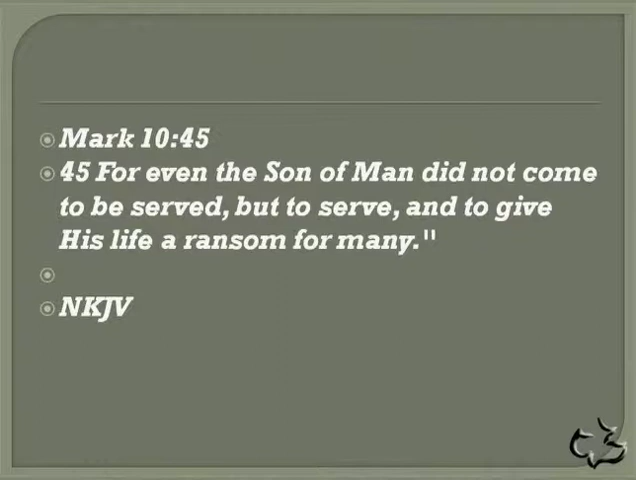 Mark 10:45
45 For even the Son of Man did not come
to be served, but to serve, and to give
His life a ransom for many."
NKJV